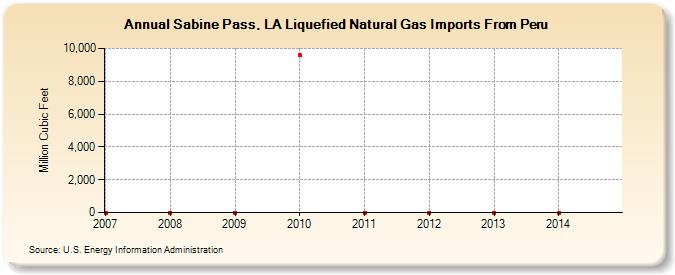 Annual Sabine Pass, LA Liquefied Natural Gas Imports From Peru
Million Cubic Feet
10,000
8,000
6,000
4,000
2,000
0
2007 2008 2009 2010 2011 2012 2013 2014
Source: U.S. Energy Information Administration